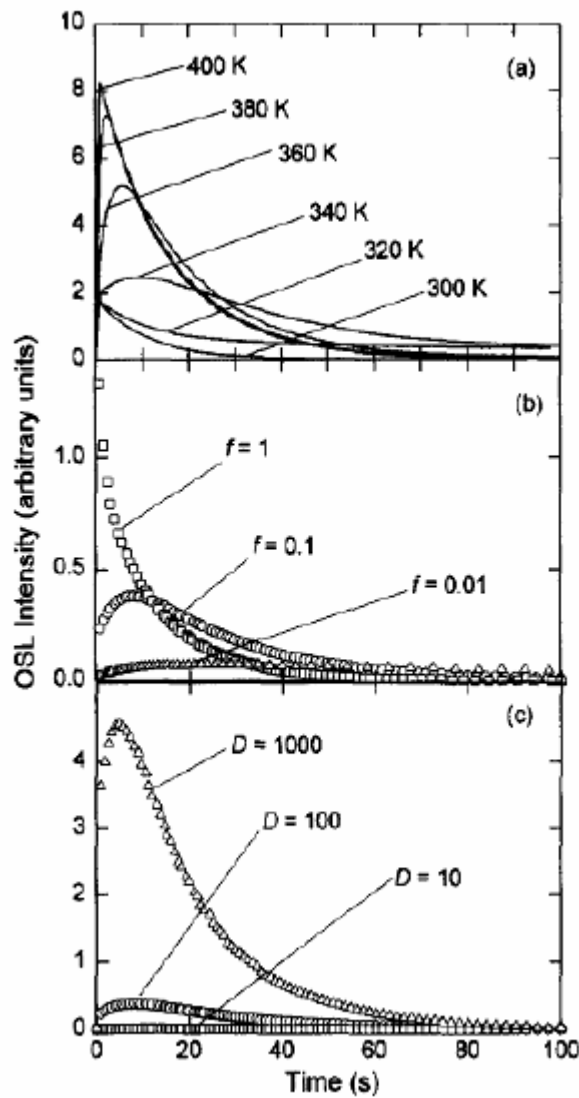 10
(a)
400 K
8
380 K
6
360 K
340 K
4
320 K
300 K
2
0
(b)
f = 1
1.0
f = 0.1
0.5
f = 0.01
0.0
(c)
4
D = 1000
3
D = 100
2
D = 10
1
0
0 20 40 60 80 100
Time (s)
OSL Intensity (arbitrary units)